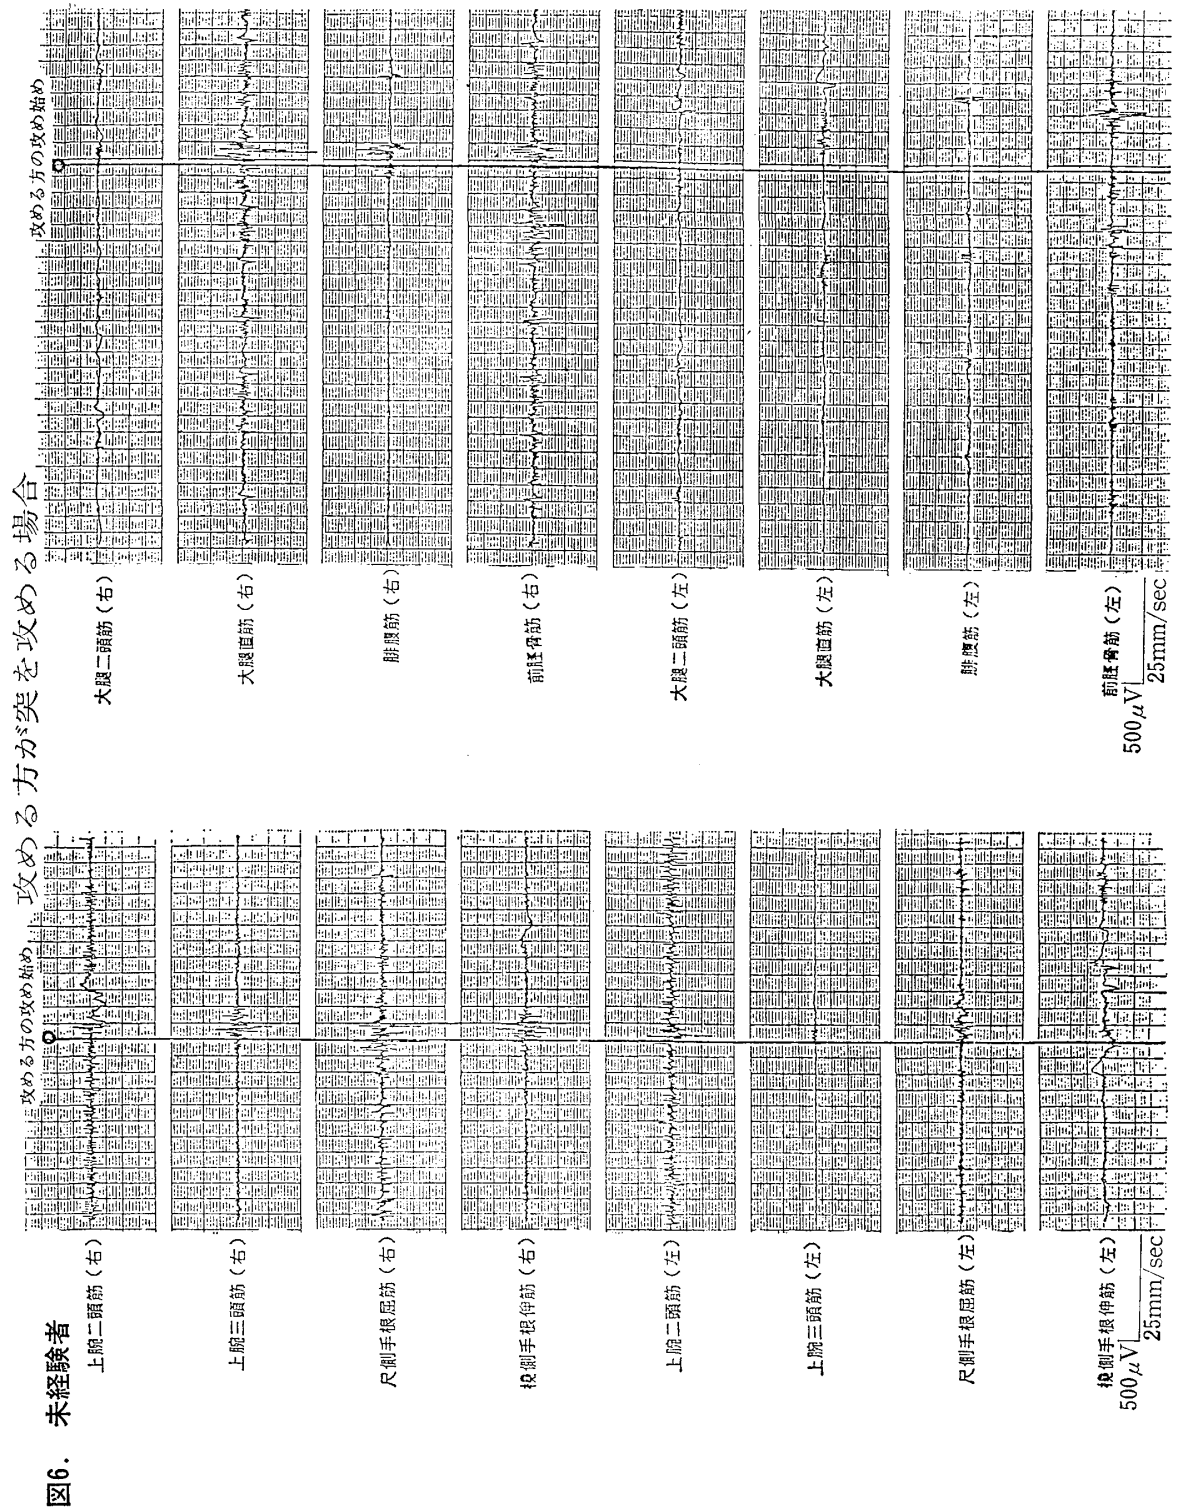 図6. 未経験者
攻める方が突を攻める場合
攻める方の攻め始め
上腕二頭筋（右）
上腕三頭筋（右）
尺側手根屈筋（右）
橈側手根伸筋（右）
上腕二頭筋（左）
上腕三頭筋（左）
尺側手根屈筋（左）
橈側手根伸筋（左）
500μV
25mm/sec
攻める方の攻め始め
大腿二頭筋（右）
大腿直筋（右）
腓腹筋（右）
前脛骨筋（右）
大腿二頭筋（左）
大腿直筋（左）
腓腹筋（左）
前脛骨筋（左）
500μV
25mm/sec